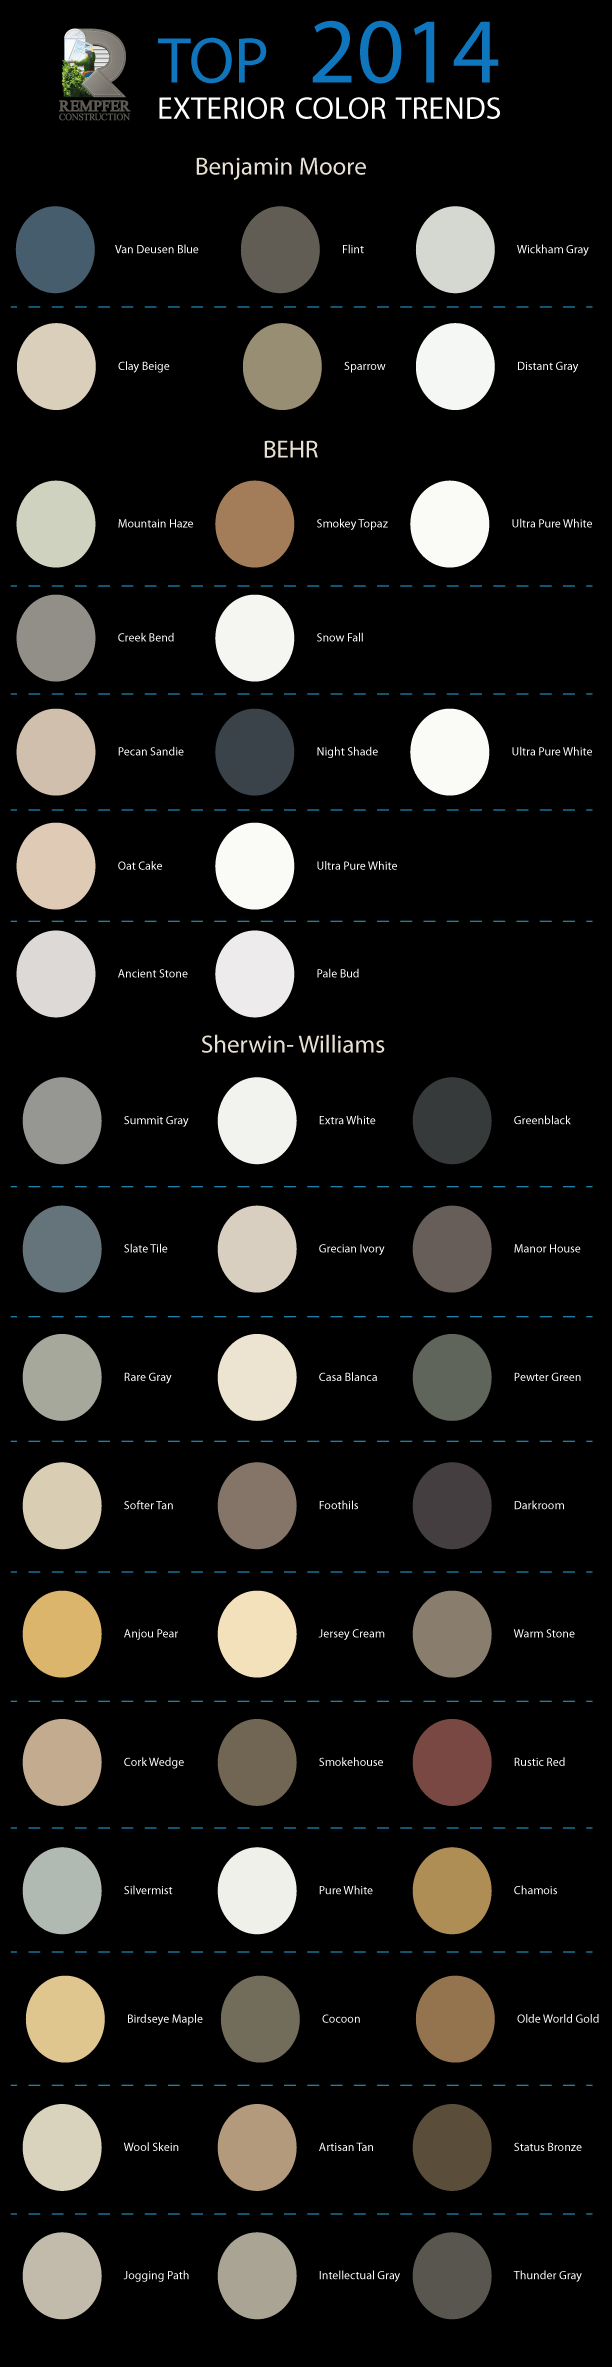 REMPFER
CONSTRUCTION
TOP 2014
EXTERIOR COLOR TRENDS
Benjamin Moore
Van Deusen Blue Flint Wickham Gray
Clay Beige Sparrow Distant Gray
BEHR
Mountain Haze Smokey Topaz Ultra Pure White
Creek Bend Snow Fall
Pecan Sandie Night Shade Ultra Pure White
Oat Cake Ultra Pure White
Ancient Stone Pale Bud
Sherwin- Williams
Summit Gray Extra White Greenblack
Slate Tile Grecian Ivory Manor House
Rare Gray Casa Blanca Pewter Green
Softer Tan Foothils Darkroom
Anjou Pear Jersey Cream Warm Stone
Cork Wedge Smokehouse Rustic Red
Silvermist Pure White Chamois
Birdseye Maple Cocoon Olde World Gold
Wool Skein Artisan Tan Status Bronze
Jogging Path Intellectual Gray Thunder Gray